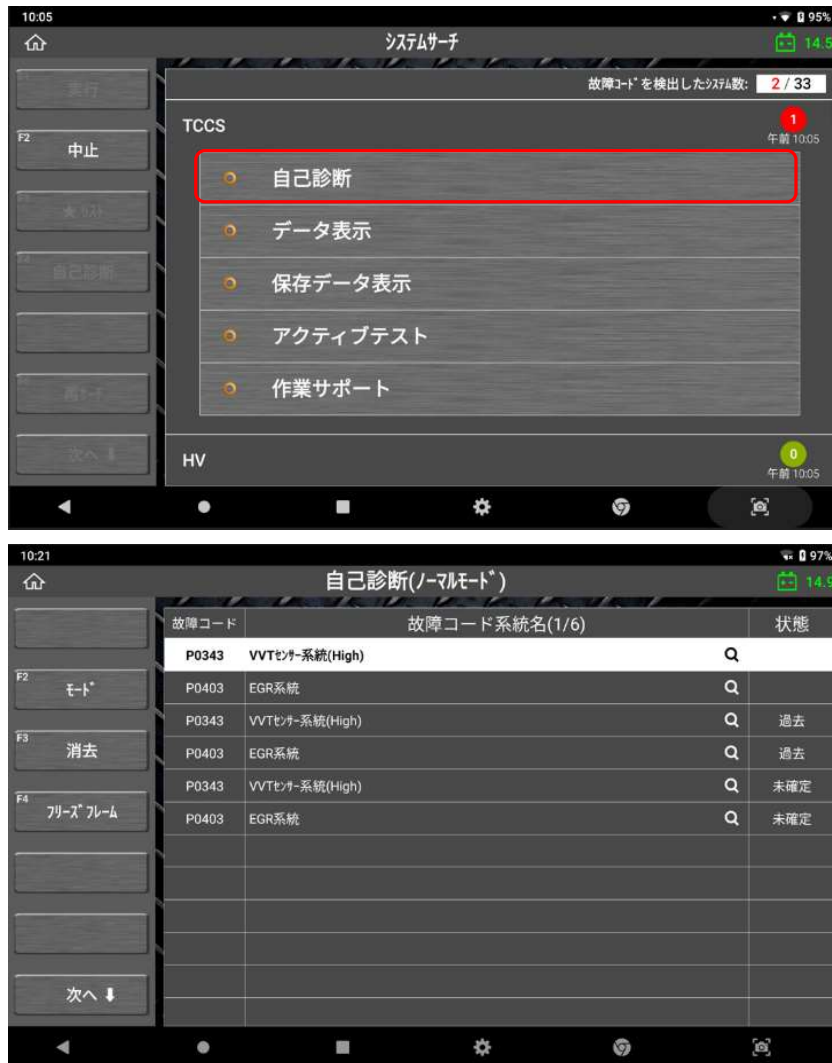 10:05
95%
システムサーチ
14.5
実行
故障ｺｰﾄﾞを検出したｼｽﾃﾑ数: 2 / 33
TCCS
1
午前 10:05
F2
中止
自己診断
データ表示
自己診断
保存データ表示
アクティブテスト
作業サポート
次へ ⬇
HV
0
午前 10:05
10:21
97%
自己診断(ﾉｰﾏﾙﾓｰﾄﾞ)
14.9
故障コード 故障コード系統名(1/6) 状態
P0343 VVTｾﾝｻｰ系統(High)
F2
ﾓｰﾄﾞ
P0403 EGR系統
P0343 VVTｾﾝｻｰ系統(High) 過去
F3
消去
P0403 EGR系統 過去
P0343 VVTｾﾝｻｰ系統(High) 未確定
F4
ﾌﾘｰｽﾞﾌﾚｰﾑ
P0403 EGR系統 未確定
次へ ⬇